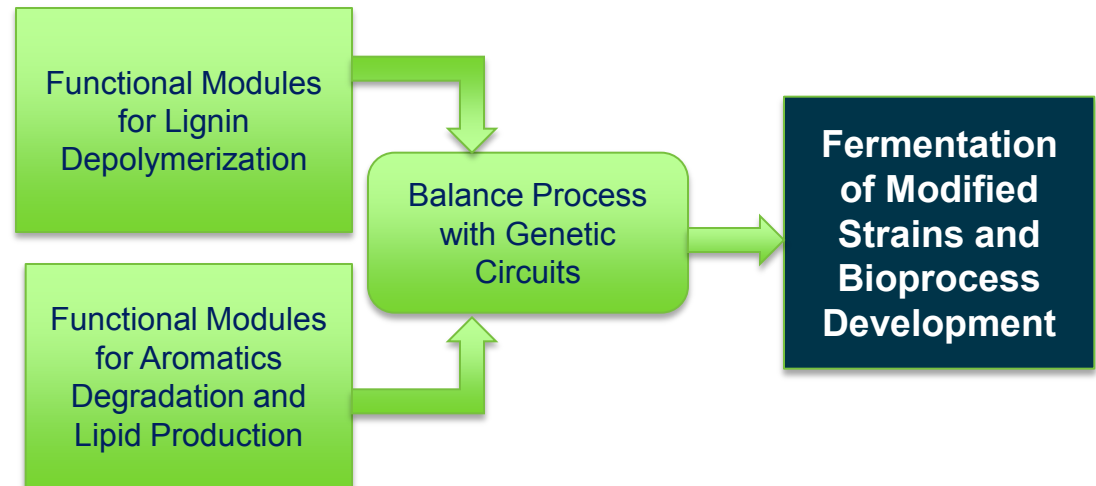 Functional Modules
for Lignin
Depolymerization
Functional Modules
for Aromatics
Degradation and
Lipid Production
Balance Process
with Genetic
Circuits
Fermentation
of Modified
Strains and
Bioprocess
Development